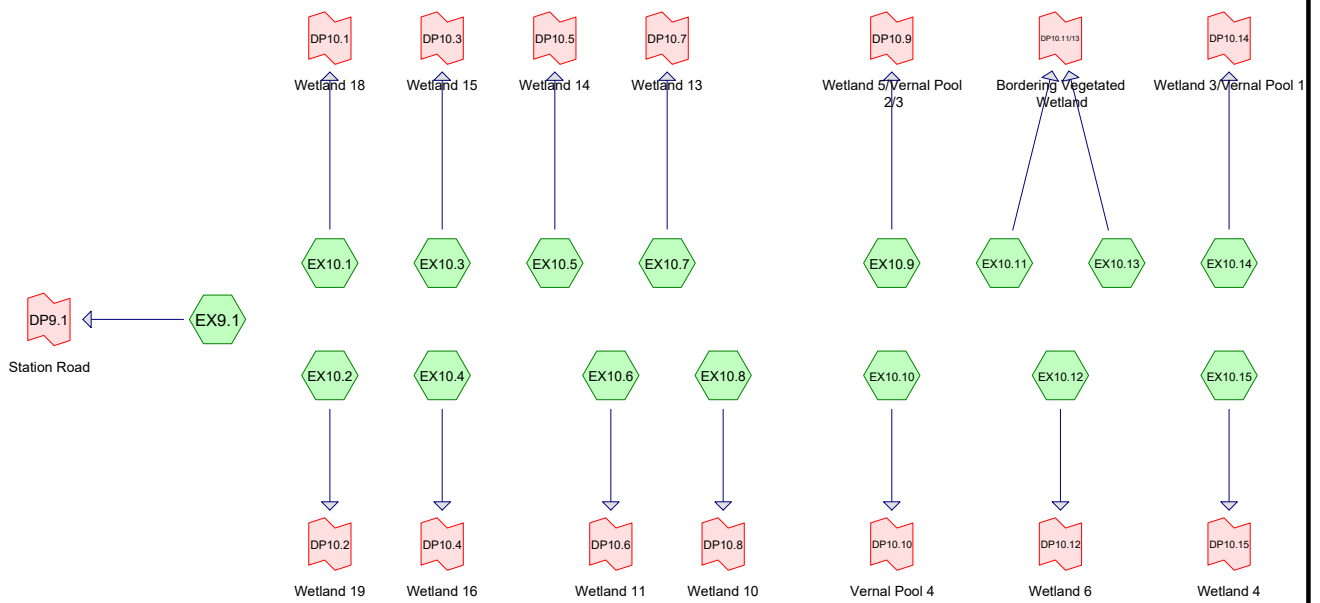 DP10.1
DP10.3
DP10.5
DP10.7
DP10.9
DP10.11/13
DP10.14
Wetland 18
Wetland 15
Wetland 14
Wetland 13
Wetland 5/Vernal Pool
2/3
Bordering Vegetated
Wetland
Wetland 3/Vernal Pool 1
EX10.1
EX10.3
EX10.5
EX10.7
EX10.9
EX10.11
EX10.13
EX10.14
DP9.1
EX9.1
Station Road
EX10.2
EX10.4
EX10.6
EX10.8
EX10.10
EX10.12
EX10.15
DP10.2
DP10.4
DP10.6
DP10.8
DP10.10
DP10.12
DP10.15
Wetland 19
Wetland 16
Wetland 11
Wetland 10
Vernal Pool 4
Wetland 6
Wetland 4